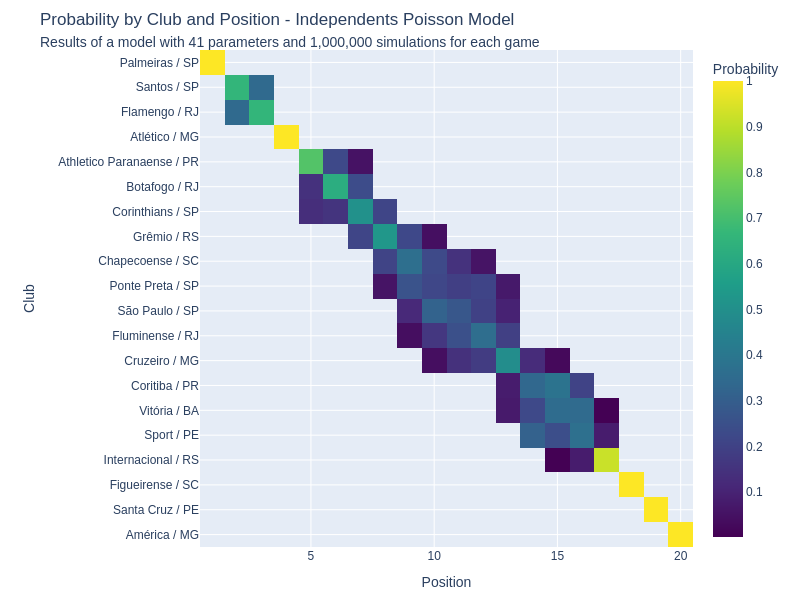 Probability by Club and Position - Independents Poisson Model
Results of a model with 41 parameters and 1,000,000 simulations for each game
Probability
Palmeiras / SP
Santos / SP
Flamengo / RJ
Atlético / MG
Athletico Paranaense / PR
Botafogo / RJ
Corinthians / SP
Grêmio / RS
Chapecoense / SC
Ponte Preta / SP
São Paulo / SP
Fluminense / RJ
Cruzeiro / MG
Coritiba / PR
Vitória / BA
Sport / PE
Internacional / RS
Figueirense / SC
Santa Cruz / PE
América / MG
Club
5
10
15
20
Position
1
0.9
0.8
0.7
0.6
0.5
0.4
0.3
0.2
0.1